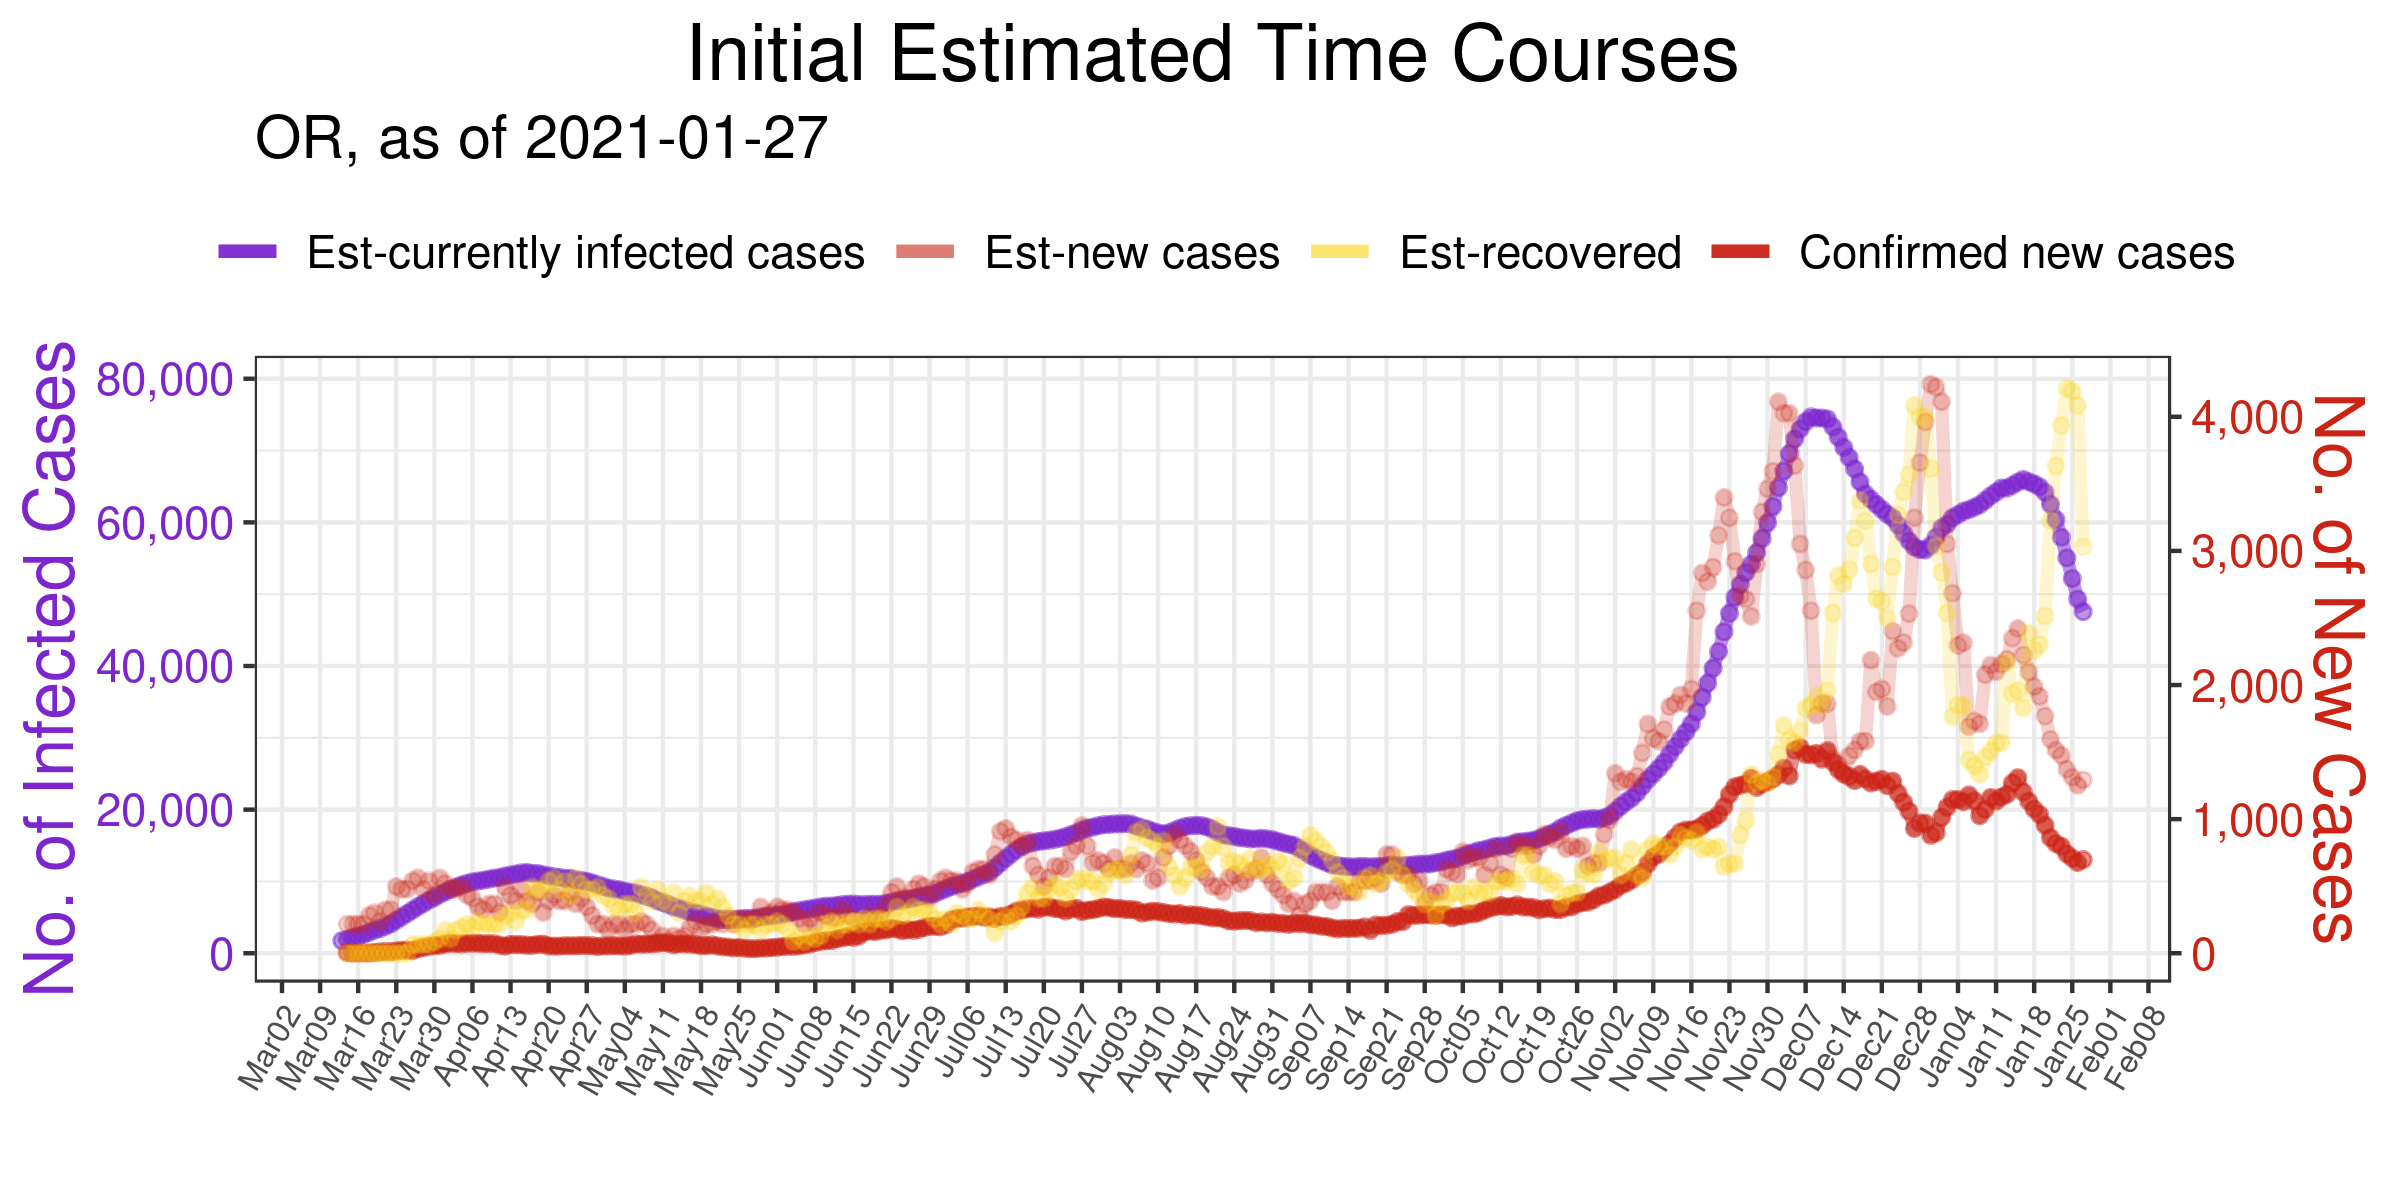 Initial Estimated Time Courses
OR, as of 2021-01-27
Est-currently infected cases Est-new cases Est-recovered Confirmed new cases
No. of Infected Cases
80,000
60,000
40,000
20,000
0
4,000
3,000
2,000
1,000
0
No. of New Cases
Mar02 Mar09 Mar16 Mar23 Mar30 Apr06 Apr13 Apr20 Apr27 May04 May11 May18 May25 Jun01 Jun08 Jun15 Jun22 Jun29 Jul06 Jul13 Jul20 Jul27 Aug03 Aug10 Aug17 Aug24 Aug31 Sep07 Sep14 Sep21 Sep28 Oct05 Oct12 Oct19 Oct26 Nov02 Nov09 Nov16 Nov23 Nov30 Dec07 Dec14 Dec21 Dec28 Jan04 Jan11 Jan18 Jan25 Feb01 Feb08